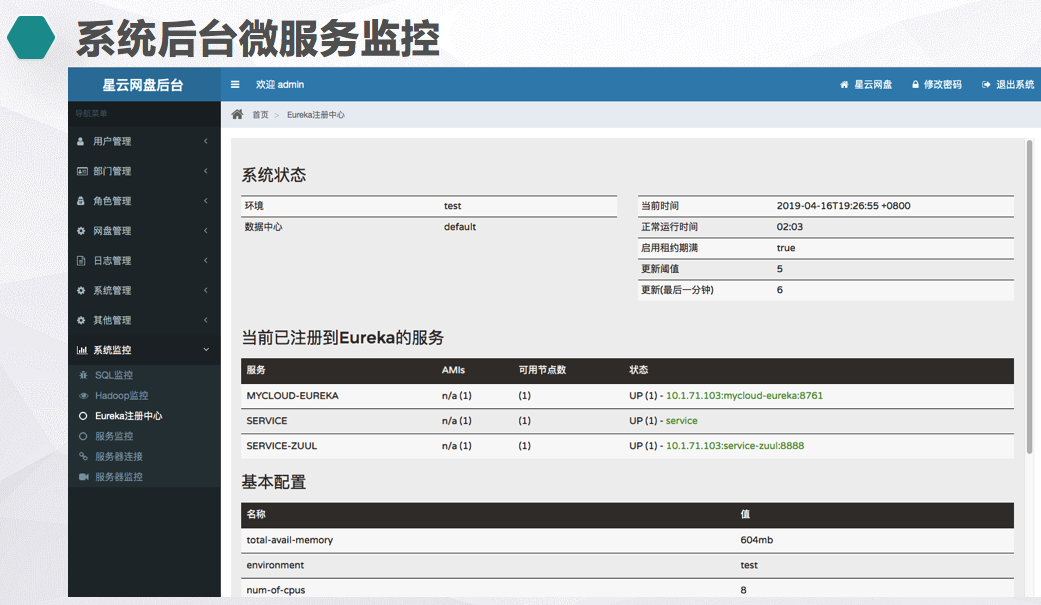 系统后台微服务监控
星云网盘后台
欢迎 admin
星云网盘 修改密码 退出系统
导航菜单
首页 > Eureka注册中心
用户管理
部门管理
角色管理
网盘管理
日志管理
系统管理
其他管理
系统监控
SQL监控
Hadoop监控
Eureka注册中心
服务监控
服务器连接
服务器监控
系统状态
环境 test
数据中心 default
当前时间 2019-04-16T19:26:55 +0800
正常运行时间 02:03
启用租约期满 true
更新阈值 5
更新(最后一分钟) 6
当前已注册到Eureka的服务
服务 AMIs 可用节点数 状态
MYCLOUD-EUREKA n/a (1) (1) UP (1) - 10.1.71.103:mycloud-eureka:8761
SERVICE n/a (1) (1) UP (1) - service
SERVICE-ZUUL n/a (1) (1) UP (1) - 10.1.71.103:service-zuul:8888
基本配置
名称 值
total-avail-memory 604mb
environment test
num-of-cpus 8